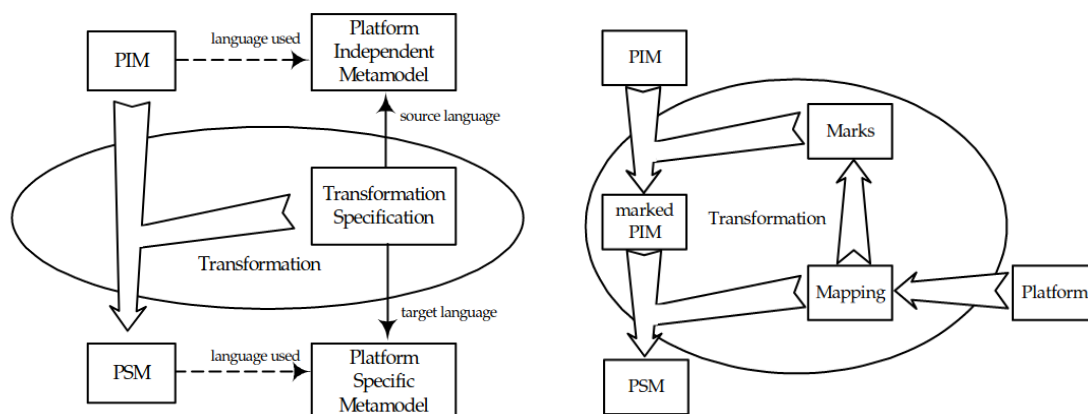 PIM
language used
Platform
Independent
Metamodel
source language
Transformation
Specification
Transformation
target language
PSM
language used
Platform
Specific
Metamodel
PIM
Marks
marked
PIM
Transformation
Mapping
Platform
PSM